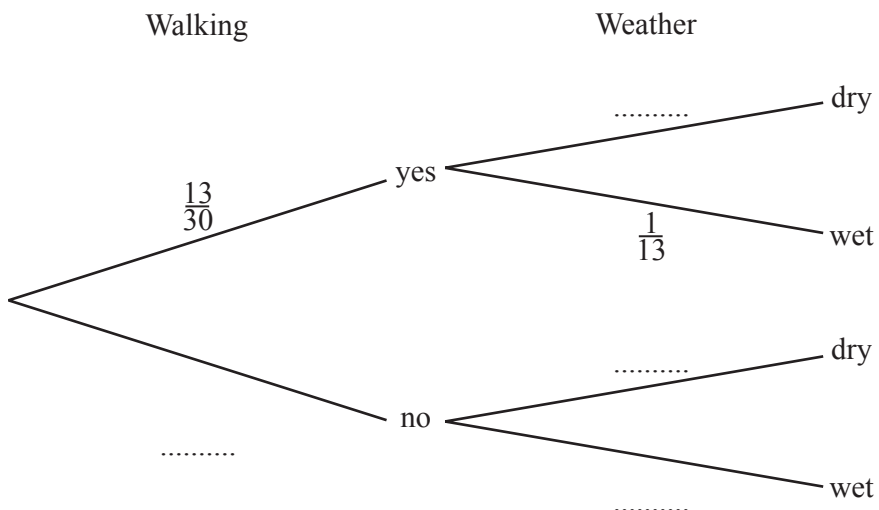 Walking Weather
.......... dry
yes
13/30
1/13 wet
.......... dry
no
..........
wet
..........